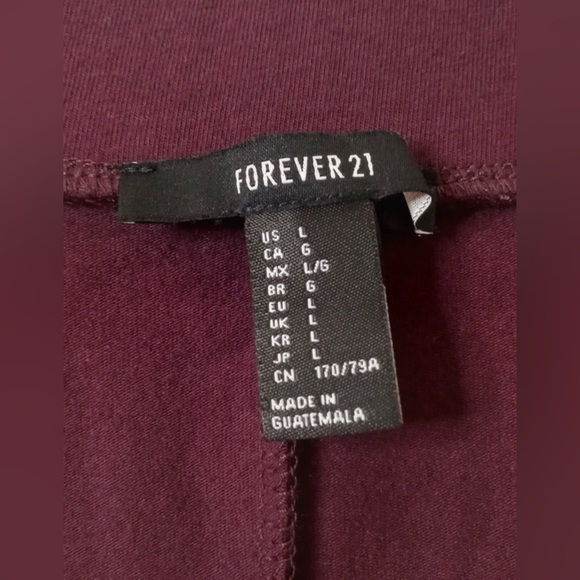 FOREVER 21
US L
CA G
MX L/G
BR G
EU L
UK L
KR L
JP L
CN 170/79A
MADE IN
GUATEMALA